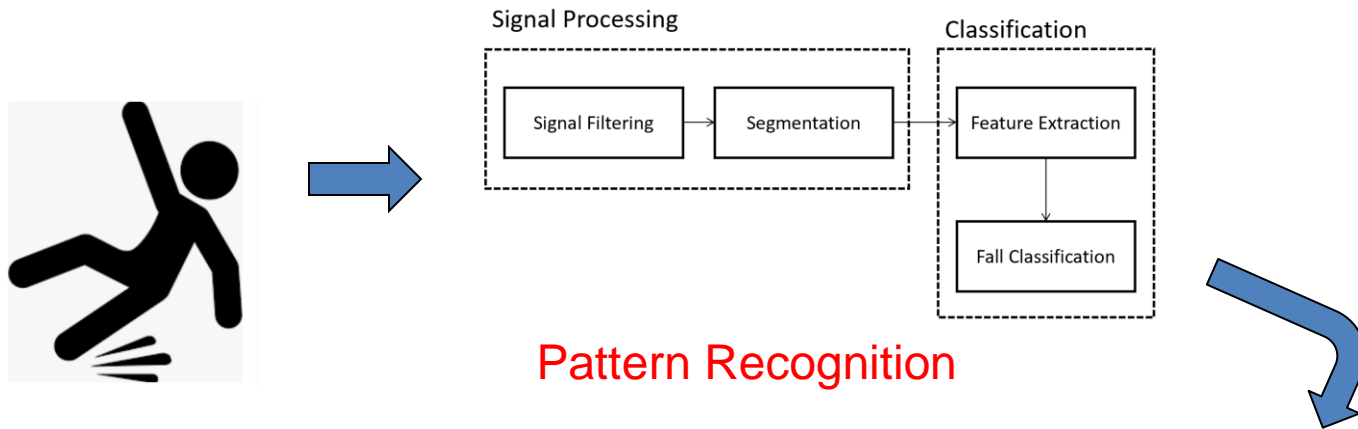 Signal Processing
Classification
Signal Filtering
Segmentation
Feature Extraction
Fall Classification
Pattern Recognition